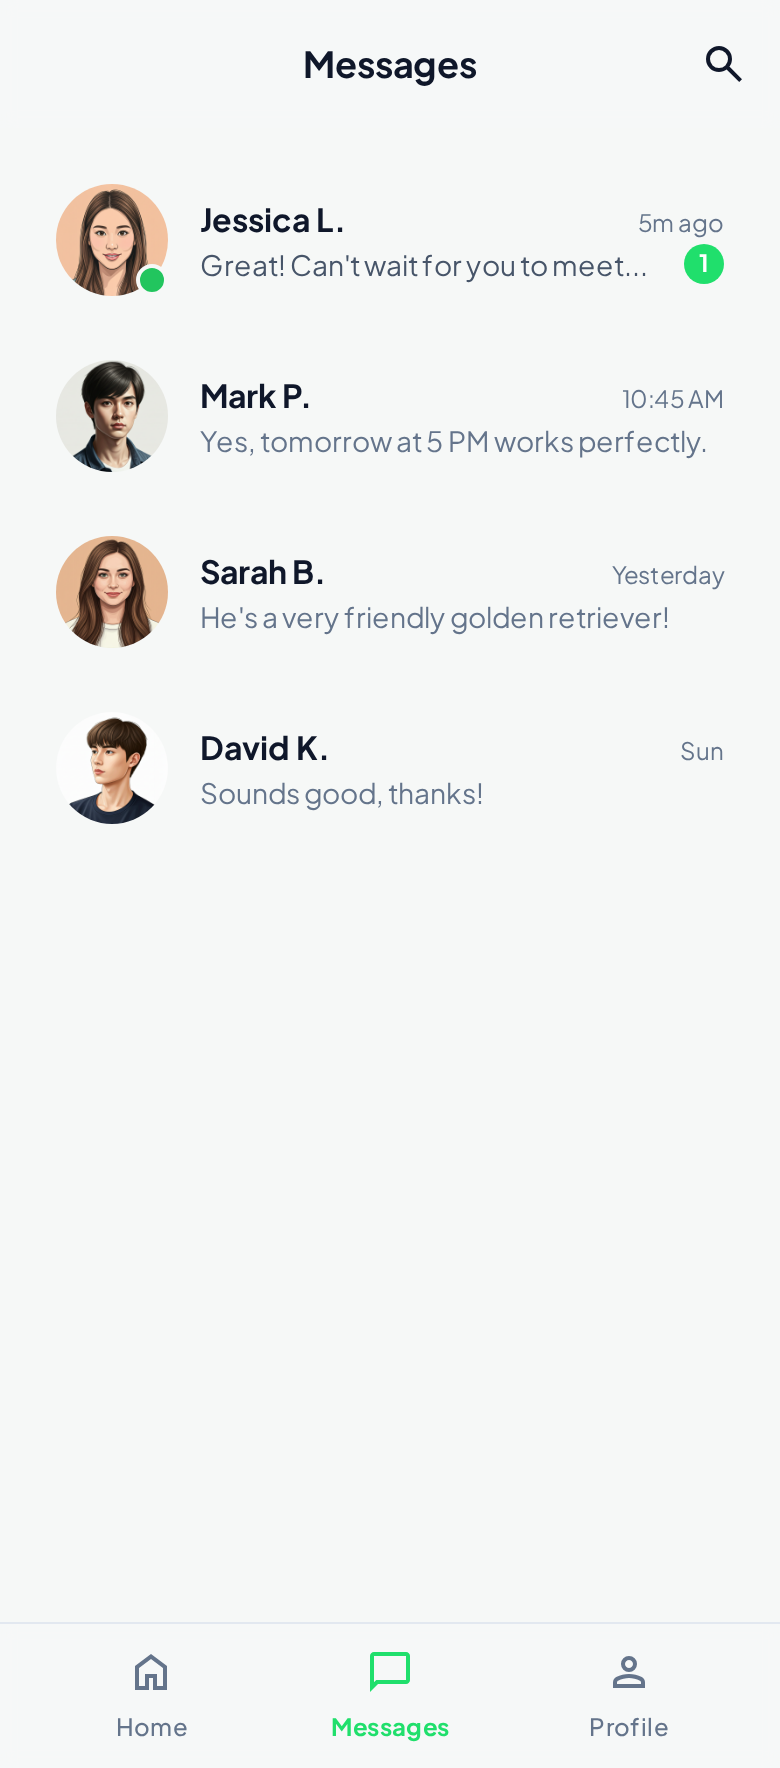 Messages
Jessica L.
5m ago
Great! Can't wait for you to meet...
1
Mark P.
10:45 AM
Yes, tomorrow at 5 PM works perfectly.
Sarah B.
Yesterday
He's a very friendly golden retriever!
David K.
Sun
Sounds good, thanks!
Home
Messages
Profile